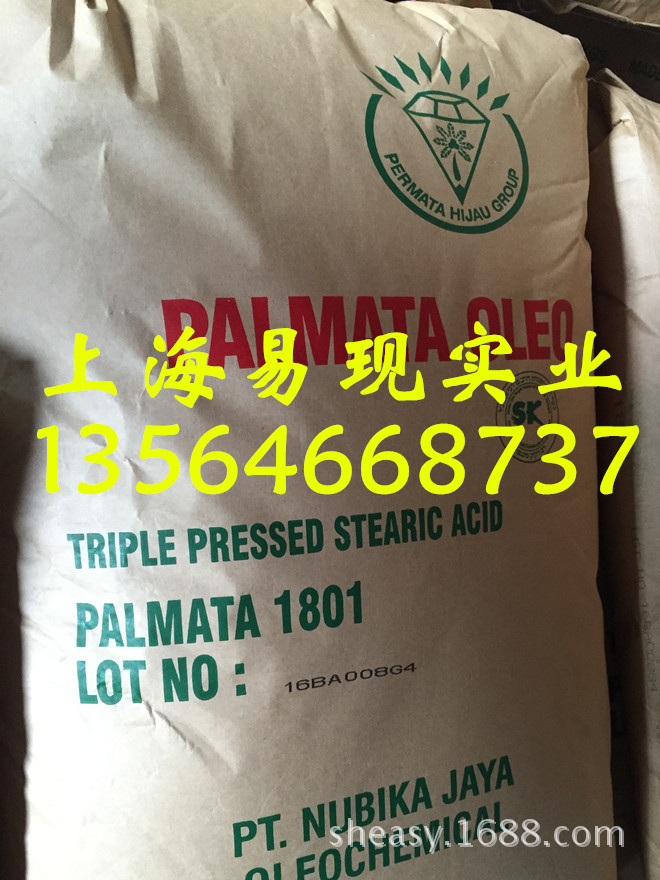 PERMATA HIJAU GROUP
PALMATA OLEO
上海易现实业
SK
13564668737
TRIPLE PRESSED STEARIC ACID
PALMATA 1801
LOT NO : 16BA008G4
PT. NUBIKA JAYA
OLEOCHEMICAL
sheasy.1688.com